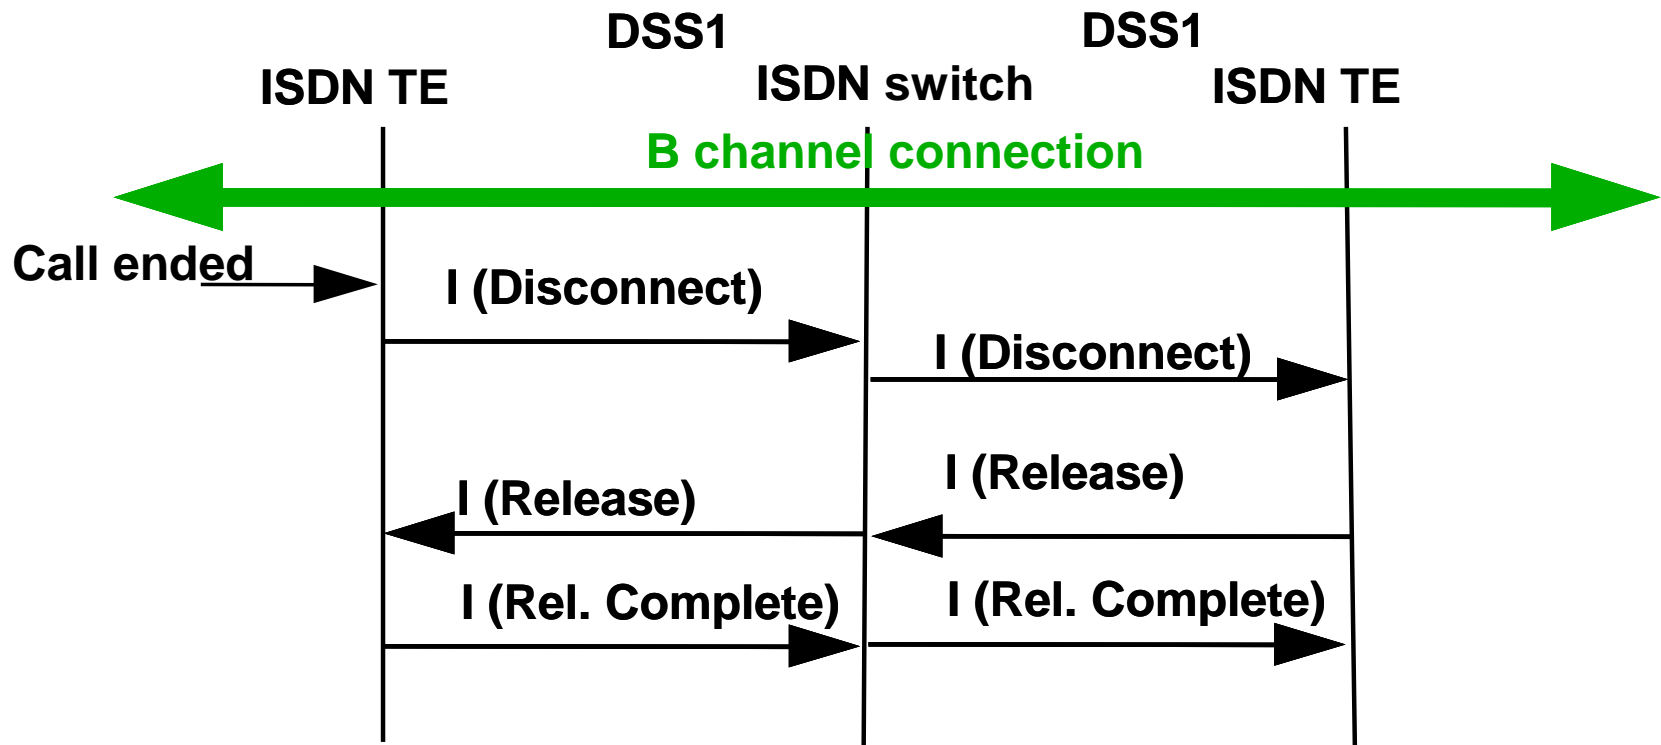 DSS1 DSS1
ISDN TE ISDN switch ISDN TE
B channel connection
Call ended
I (Disconnect)
I (Disconnect)
I (Release)
I (Release)
I (Rel. Complete)
I (Rel. Complete)